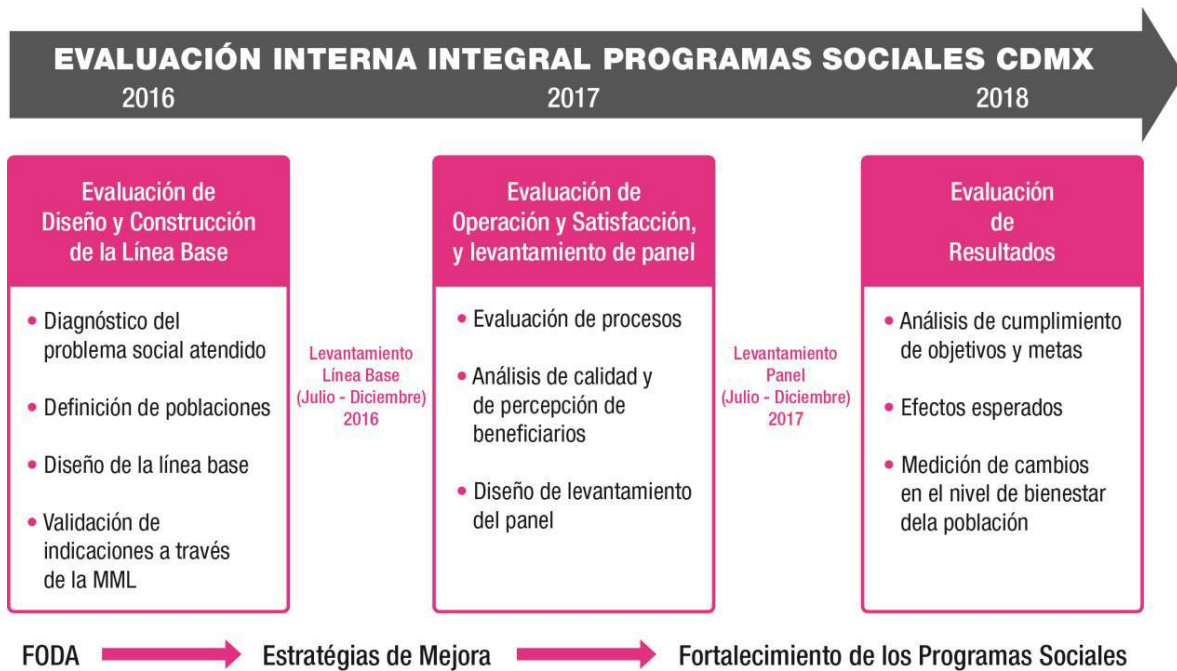 EVALUACIÓN INTERNA INTEGRAL PROGRAMAS SOCIALES CDMX
2016
2017
2018
Evaluación de
Diseño y Construcción
de la Línea Base
• Diagnóstico del
problema social atendido
• Definición de poblaciones
• Diseño de la línea base
• Validación de
indicaciones a través
de la MML
Levantamiento
Línea Base
(Julio - Diciembre)
2016
Evaluación de
Operación y Satisfacción,
y levantamiento de panel
• Evaluación de procesos
• Análisis de calidad y
de percepción de
beneficiarios
• Diseño de levantamiento
del panel
Levantamiento
Panel
(Julio - Diciembre)
2017
Evaluación
de
Resultados
• Análisis de cumplimiento
de objetivos y metas
• Efectos esperados
• Medición de cambios
en el nivel de bienestar
dela población
FODA
Estratégias de Mejora
Fortalecimiento de los Programas Sociales